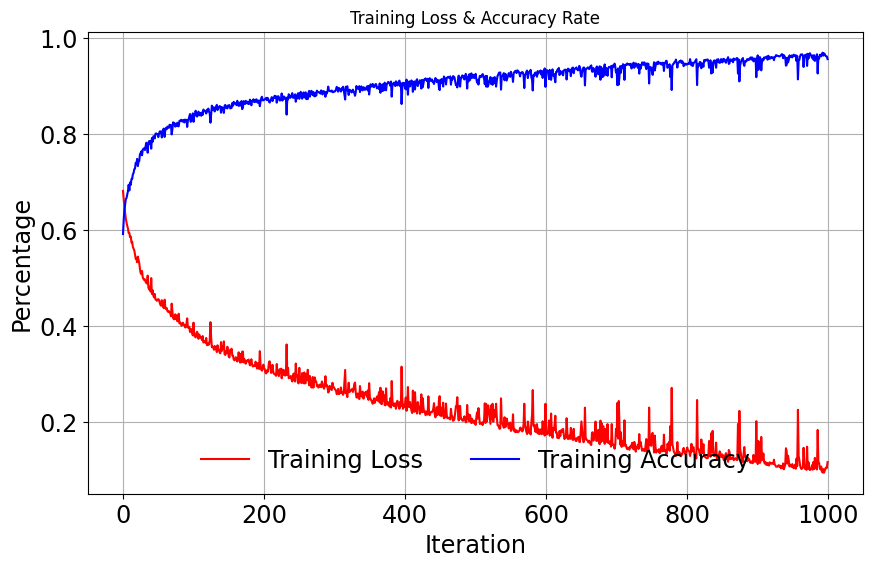 Training Loss & Accuracy Rate
1.0
0.8
0.6
0.4
0.2
Percentage
Training Loss
Training Accuracy
0 200 400 600 800 1000
Iteration